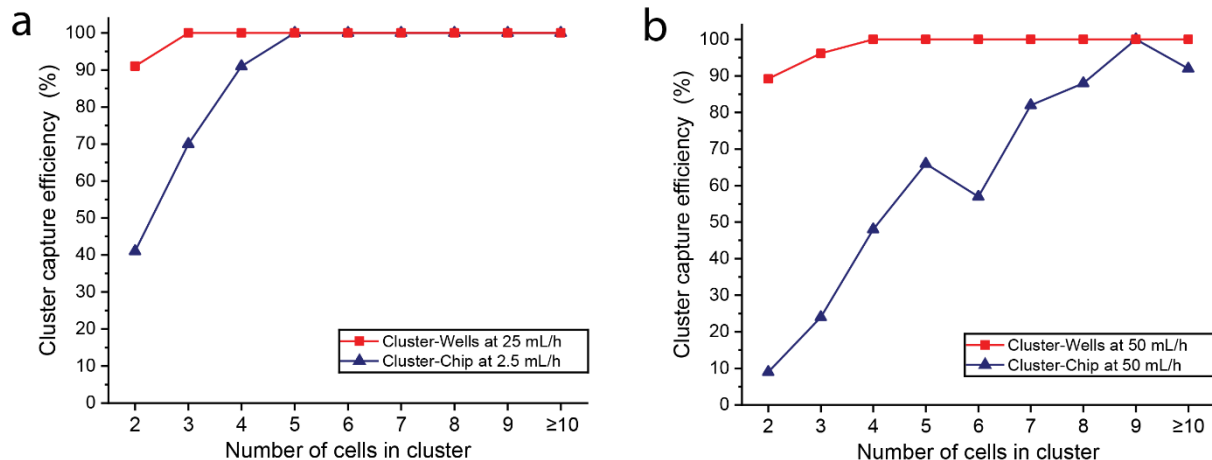 a
Cluster capture efficiency (%)
100
90
80
70
60
50
40
30
20
10
0
2 3 4 5 6 7 8 9 ≥10
Number of cells in cluster
Cluster-Wells at 25 mL/h
Cluster-Chip at 2.5 mL/h
b
Cluster capture efficiency (%)
100
90
80
70
60
50
40
30
20
10
0
2 3 4 5 6 7 8 9 ≥10
Number of cells in cluster
Cluster-Wells at 50 mL/h
Cluster-Chip at 50 mL/h